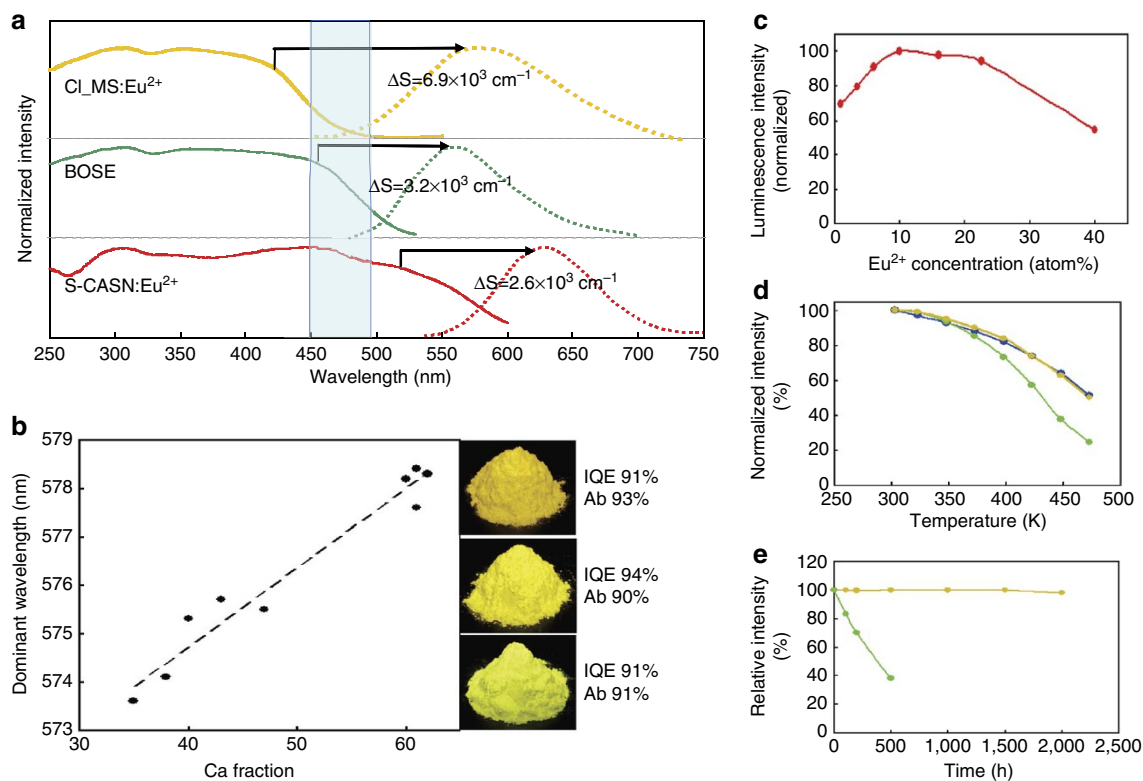 a
Normalized intensity
Cl_MS:Eu²⁺
ΔS=6.9×10³ cm⁻¹
BOSE
ΔS=3.2×10³ cm⁻¹
S-CASN:Eu²⁺
ΔS=2.6×10³ cm⁻¹
250 300 350 400 450 500 550 600 650 700 750
Wavelength (nm)
b
Dominant wavelength (nm)
579
578
577
576
575
574
573
30 40 50 60
Ca fraction
IQE 91%
Ab 93%
IQE 94%
Ab 90%
IQE 91%
Ab 91%
c
Luminescence intensity
(normalized)
100
80
60
40
20
0
0 10 20 30 40 50
Eu²⁺ concentration (atom%)
d
Normalized intensity
(%)
100
80
60
40
20
0
250 300 350 400 450 500
Temperature (K)
e
Relative intensity
(%)
120
100
80
60
40
20
0
0 500 1,000 1,500 2,000 2,500
Time (h)